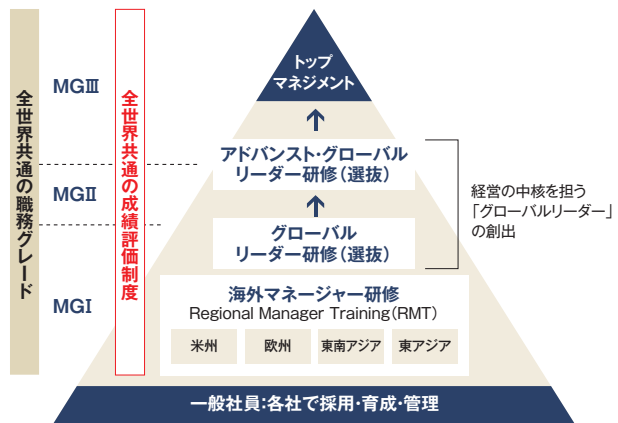 全世界共通の職務グレード
MGⅢ
MGⅡ
MGⅠ
全世界共通の成績評価制度
トップ
マネジメント
アドバンスト・グローバル
リーダー研修(選抜)
グローバル
リーダー研修(選抜)
経営の中核を担う
「グローバルリーダー」
の創出
海外マネージャー研修
Regional Manager Training(RMT)
米州
欧州
東南アジア
東アジア
一般社員:各社で採用・育成・管理